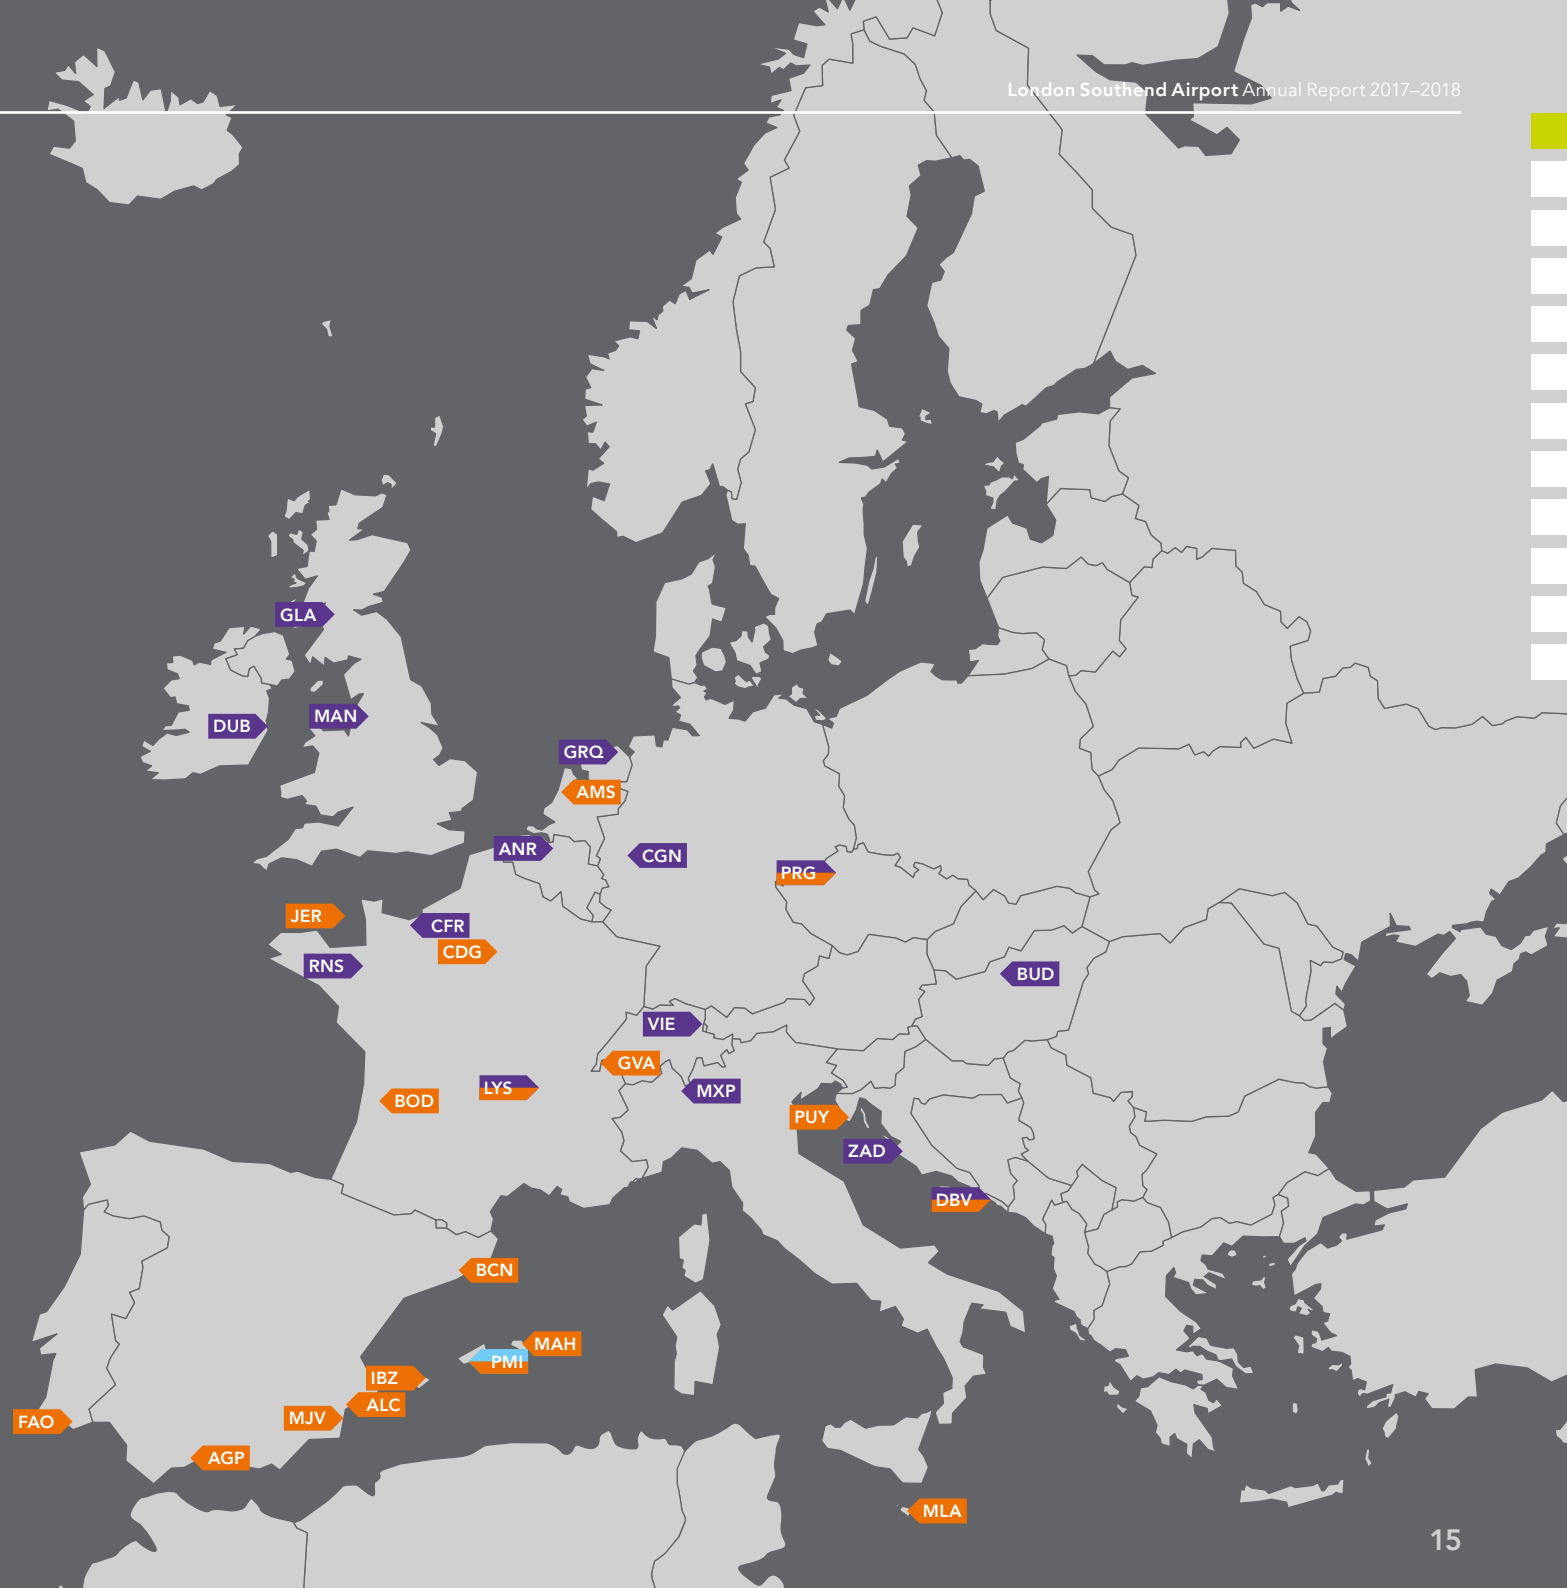 London Southend Airport Annual Report 2017–2018
GLA
MAN
DUB
GRQ
AMS
ANR
CGN
PRG
JER
CFR
CDG
RNS
BUD
VIE
GVA
LYS
MXP
BOD
PUY
ZAD
DBV
BCN
MAH
PMI
IBZ
ALC
MJV
FAO
AGP
MLA
15